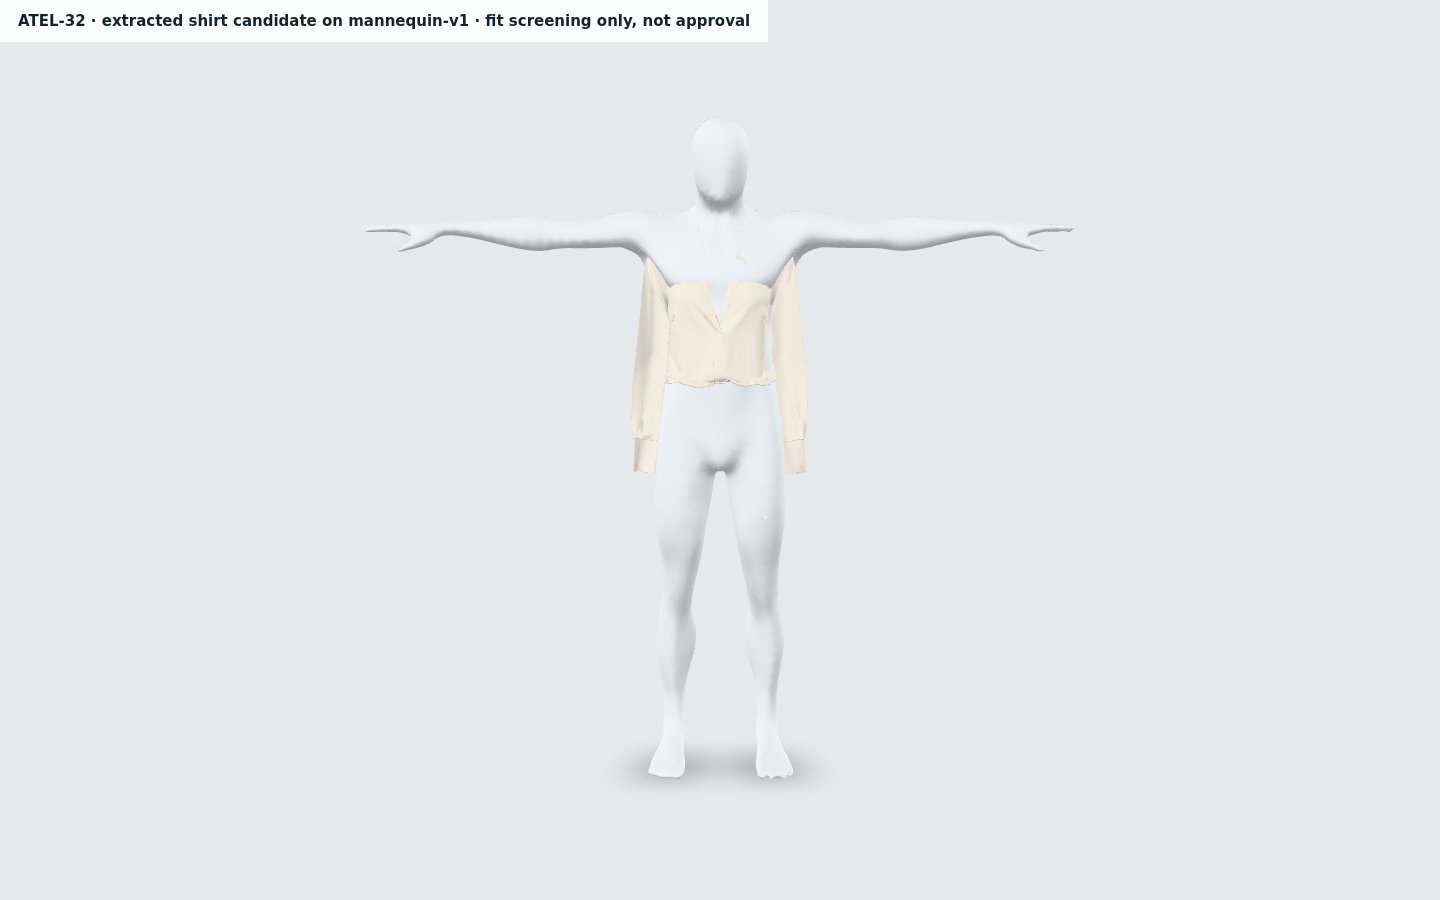 ATEL-32 · extracted shirt candidate on mannequin-v1 · fit screening only, not approval